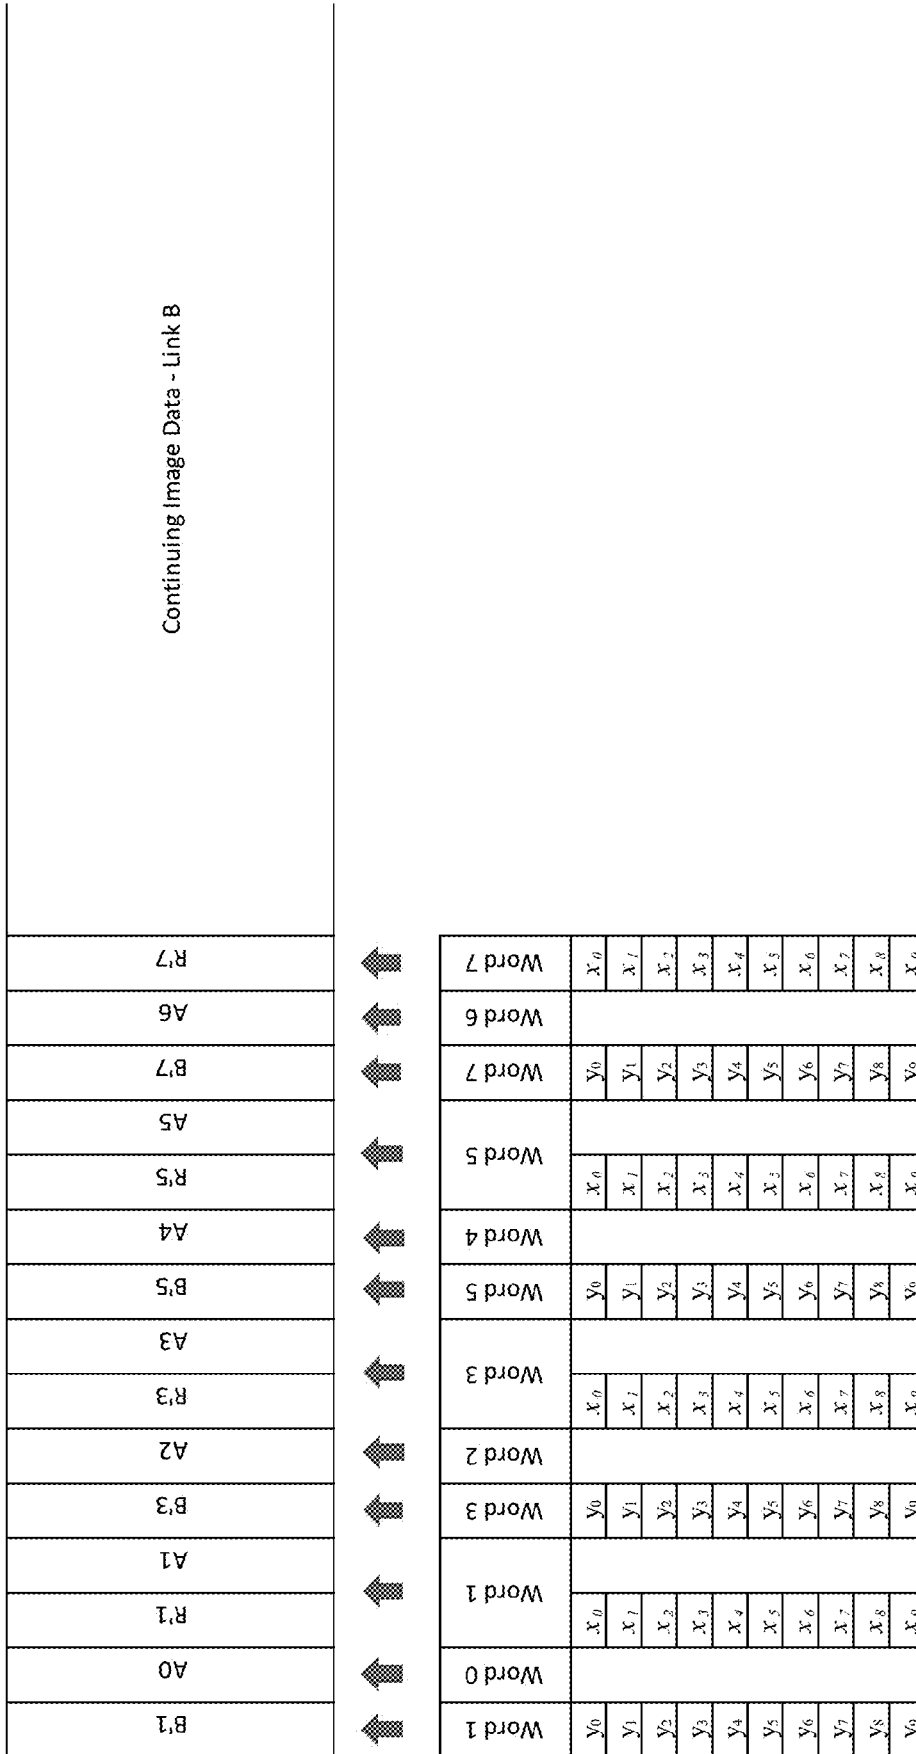 B'1 A0 R'1 A1 B'3 A2 R'3 A3 B'5 A4 R'5 A5 B'7 A6 R'7 Continuing Image Data - Link B
Word 1 Word 0 Word 1 Word 3 Word 2 Word 3 Word 5 Word 4 Word 5 Word 7 Word 6 Word 7
y0 x0 y0 x0 y0 x0 y0 x0
y1 x1 y1 x1 y1 x1 y1 x1
y2 x2 y2 x2 y2 x2 y2 x2
y3 x3 y3 x3 y3 x3 y3 x3
y4 x4 y4 x4 y4 x4 y4 x4
y5 x5 y5 x5 y5 x5 y5 x5
y6 x6 y6 x6 y6 x6 y6 x6
y7 x7 y7 x7 y7 x7 y7 x7
y8 x8 y8 x8 y8 x8 y8 x8